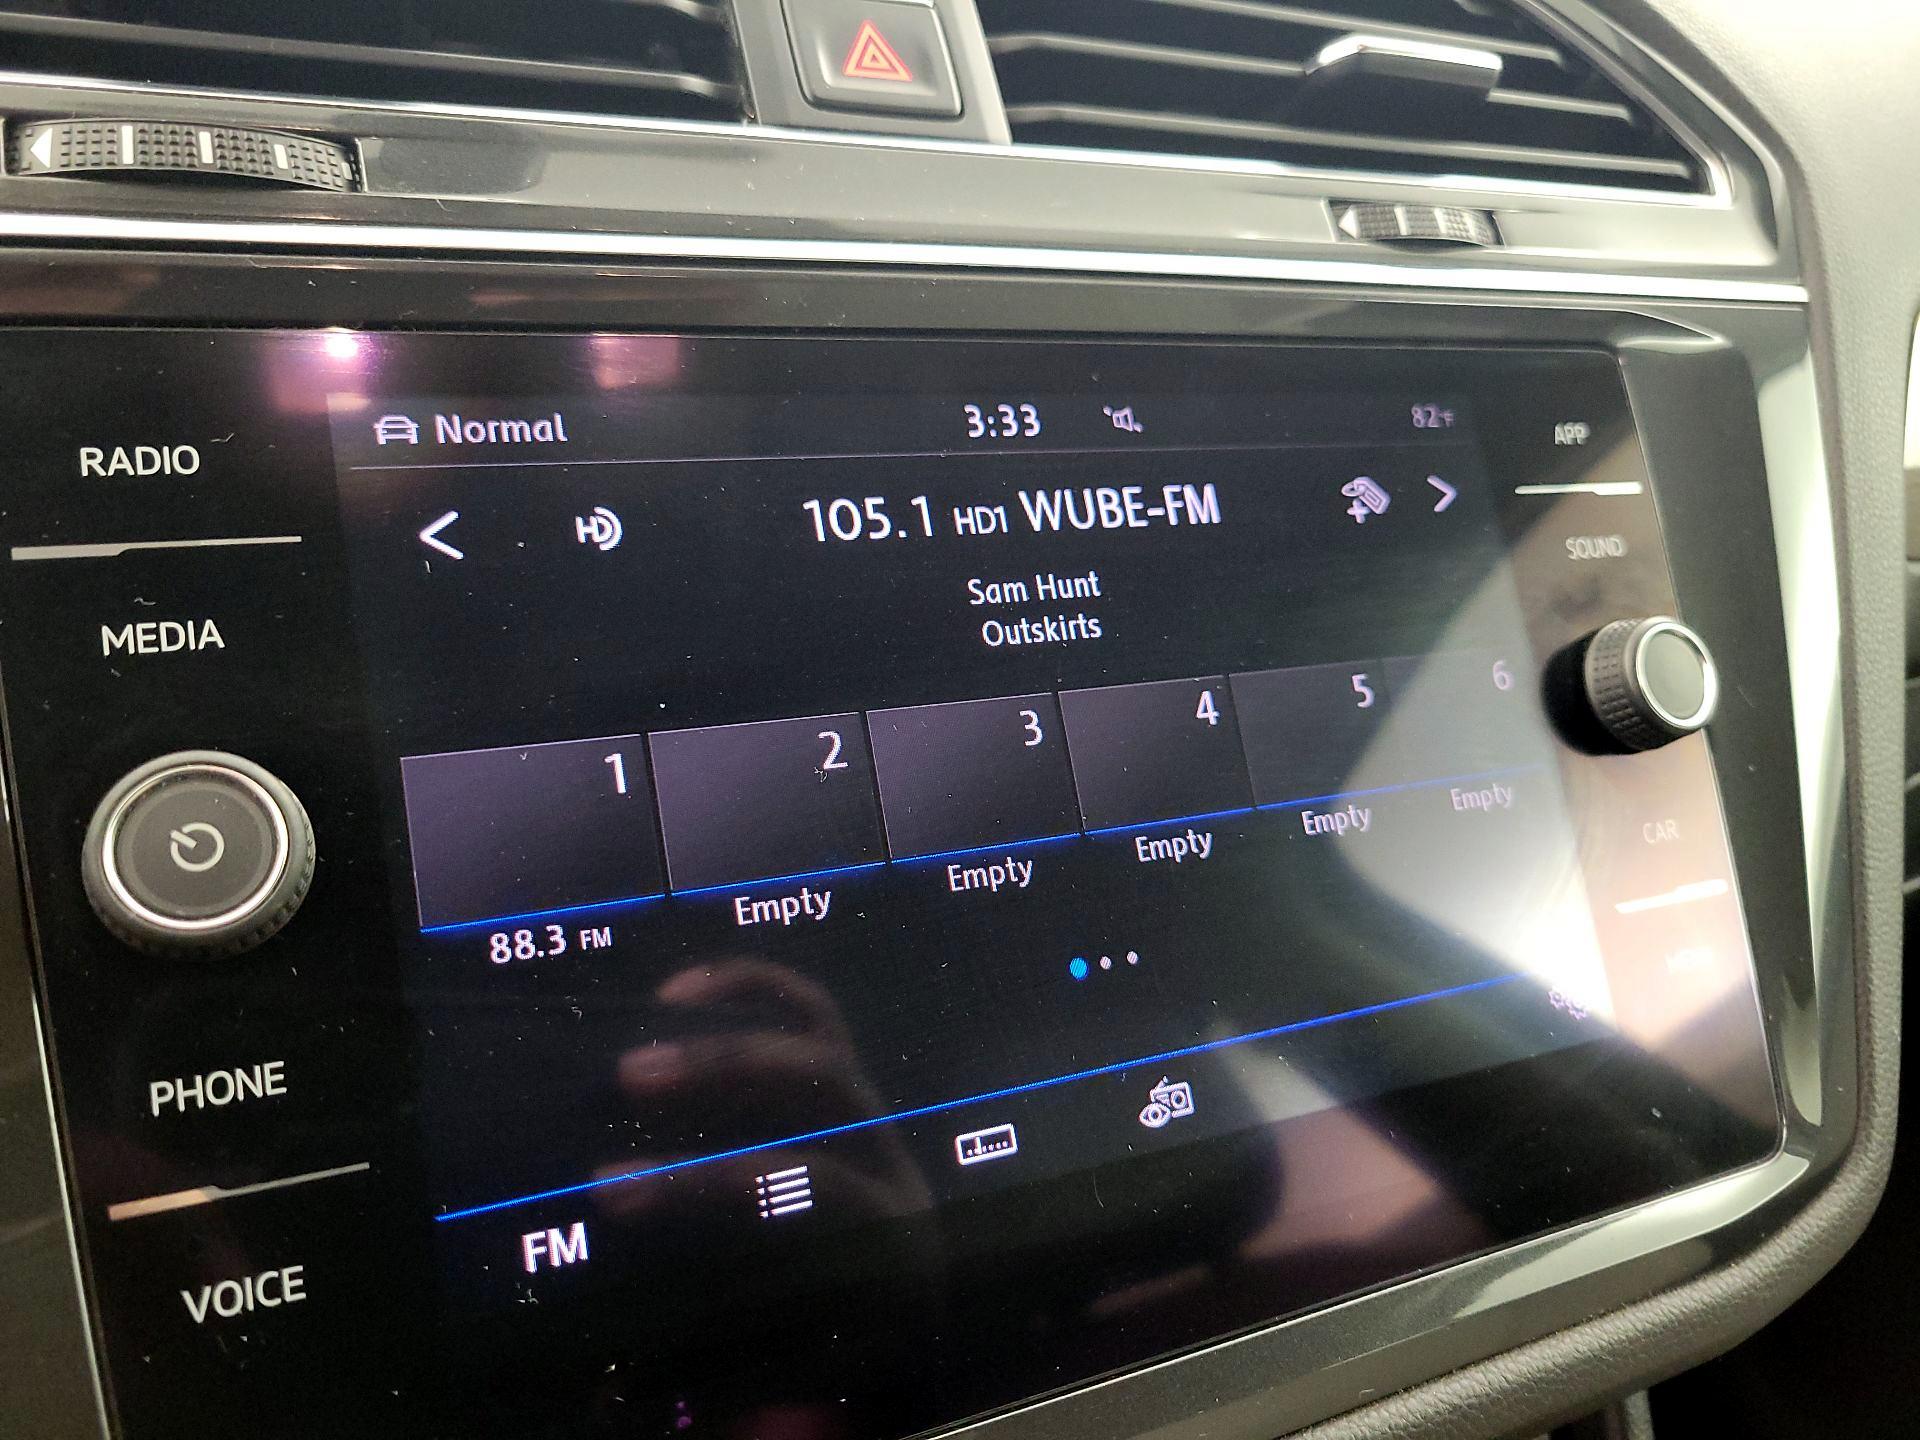 RADIO
MEDIA
PHONE
VOICE
Normal
3:33
82°F
HD
105.1 HD1 WUBE-FM
Sam Hunt
Outskirts
1
2
3
4
5
6
88.3 FM
Empty
Empty
Empty
Empty
Empty
FM
APP
SOUND
CAR